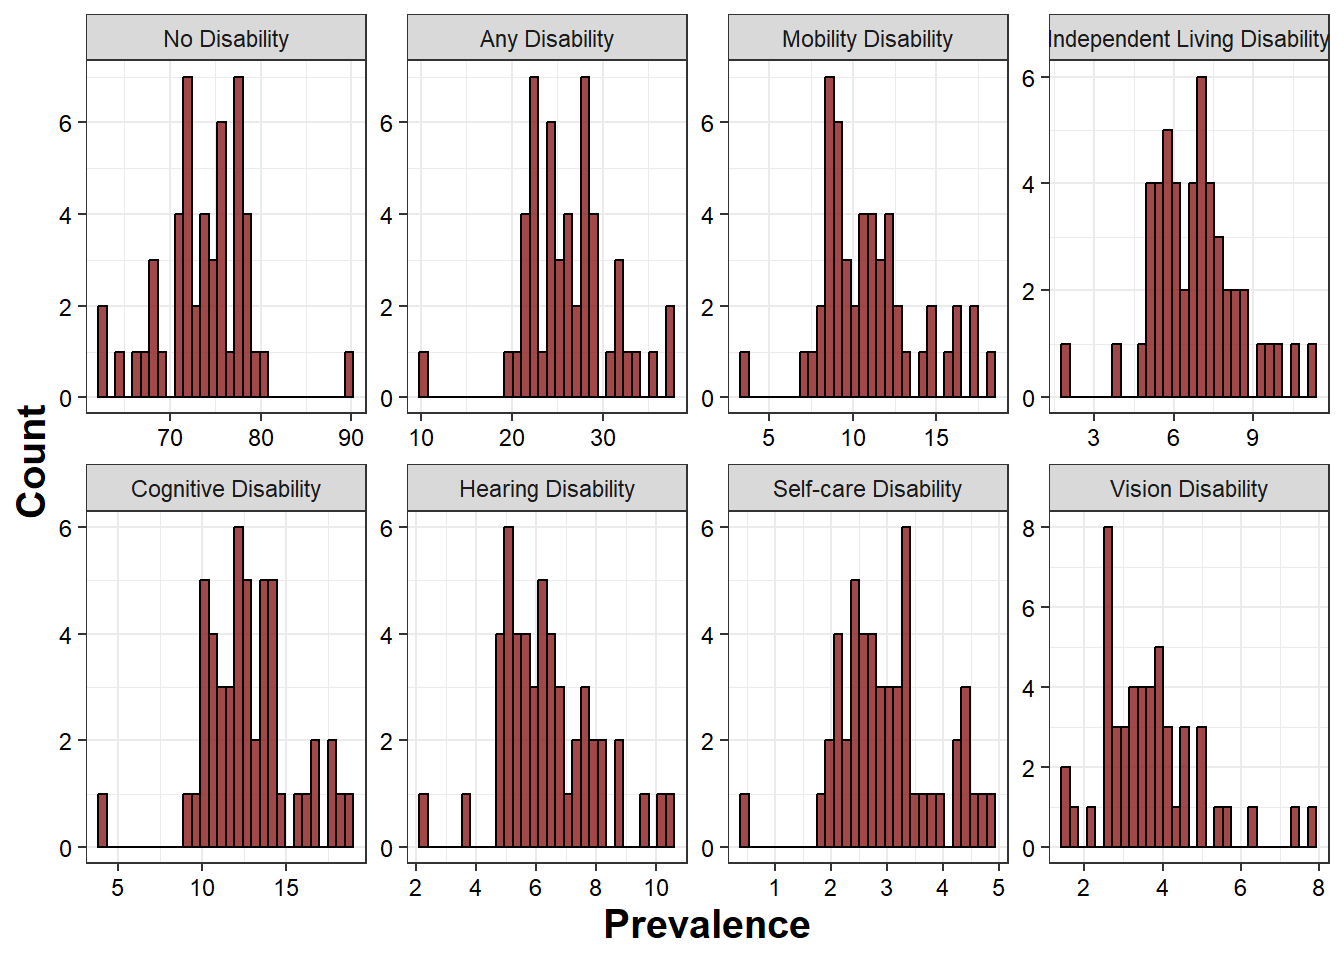 No Disability Any Disability Mobility Disability Independent Living Disability
6 6 6 6
4 4 4 4
2 2 2 2
0 0 0 0
70 80 90 10 20 30 5 10 15 3 6 9
Count
Cognitive Disability Hearing Disability Self-care Disability Vision Disability
6 6 6 8
4 4 4 6
2 2 2 4
0 0 0 2
0
5 10 15 2 4 6 8 10 1 2 3 4 5 2 4 6 8
Prevalence